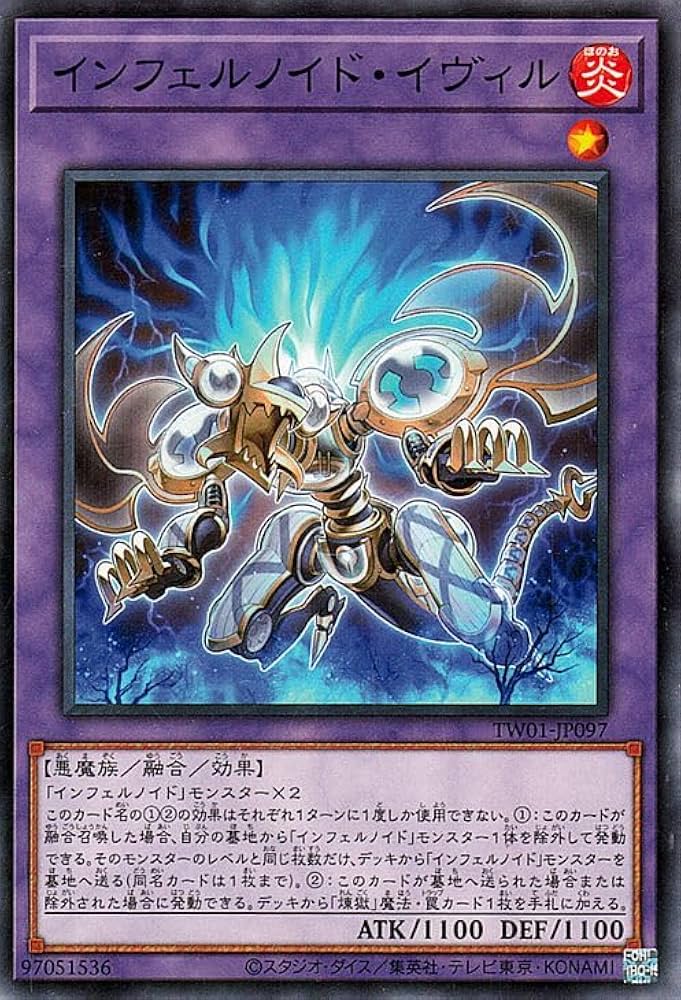 インフェルノイド・イヴィル
ほのお
炎
TW01-JP097
【悪魔族／融合／効果】
「インフェルノイド」モンスター×2
このカード名の①②の効果はそれぞれ1ターンに1度しか使用できない。①：このカードが
融合召喚した場合、自分の墓地から「インフェルノイド」モンスター1体を除外して発動
できる。そのモンスターのレベルと同じ枚数だけ、デッキから「インフェルノイド」モンスターを
墓地へ送る(同名カードは1枚まで)。②：このカードが墓地へ送られた場合または
除外された場合に発動できる。デッキから「煉獄」魔法・罠カード1枚を手札に加える。
ATK/1100 DEF/1100
97051536 ©スタジオ・ダイス／集英社・テレビ東京・KONAMI